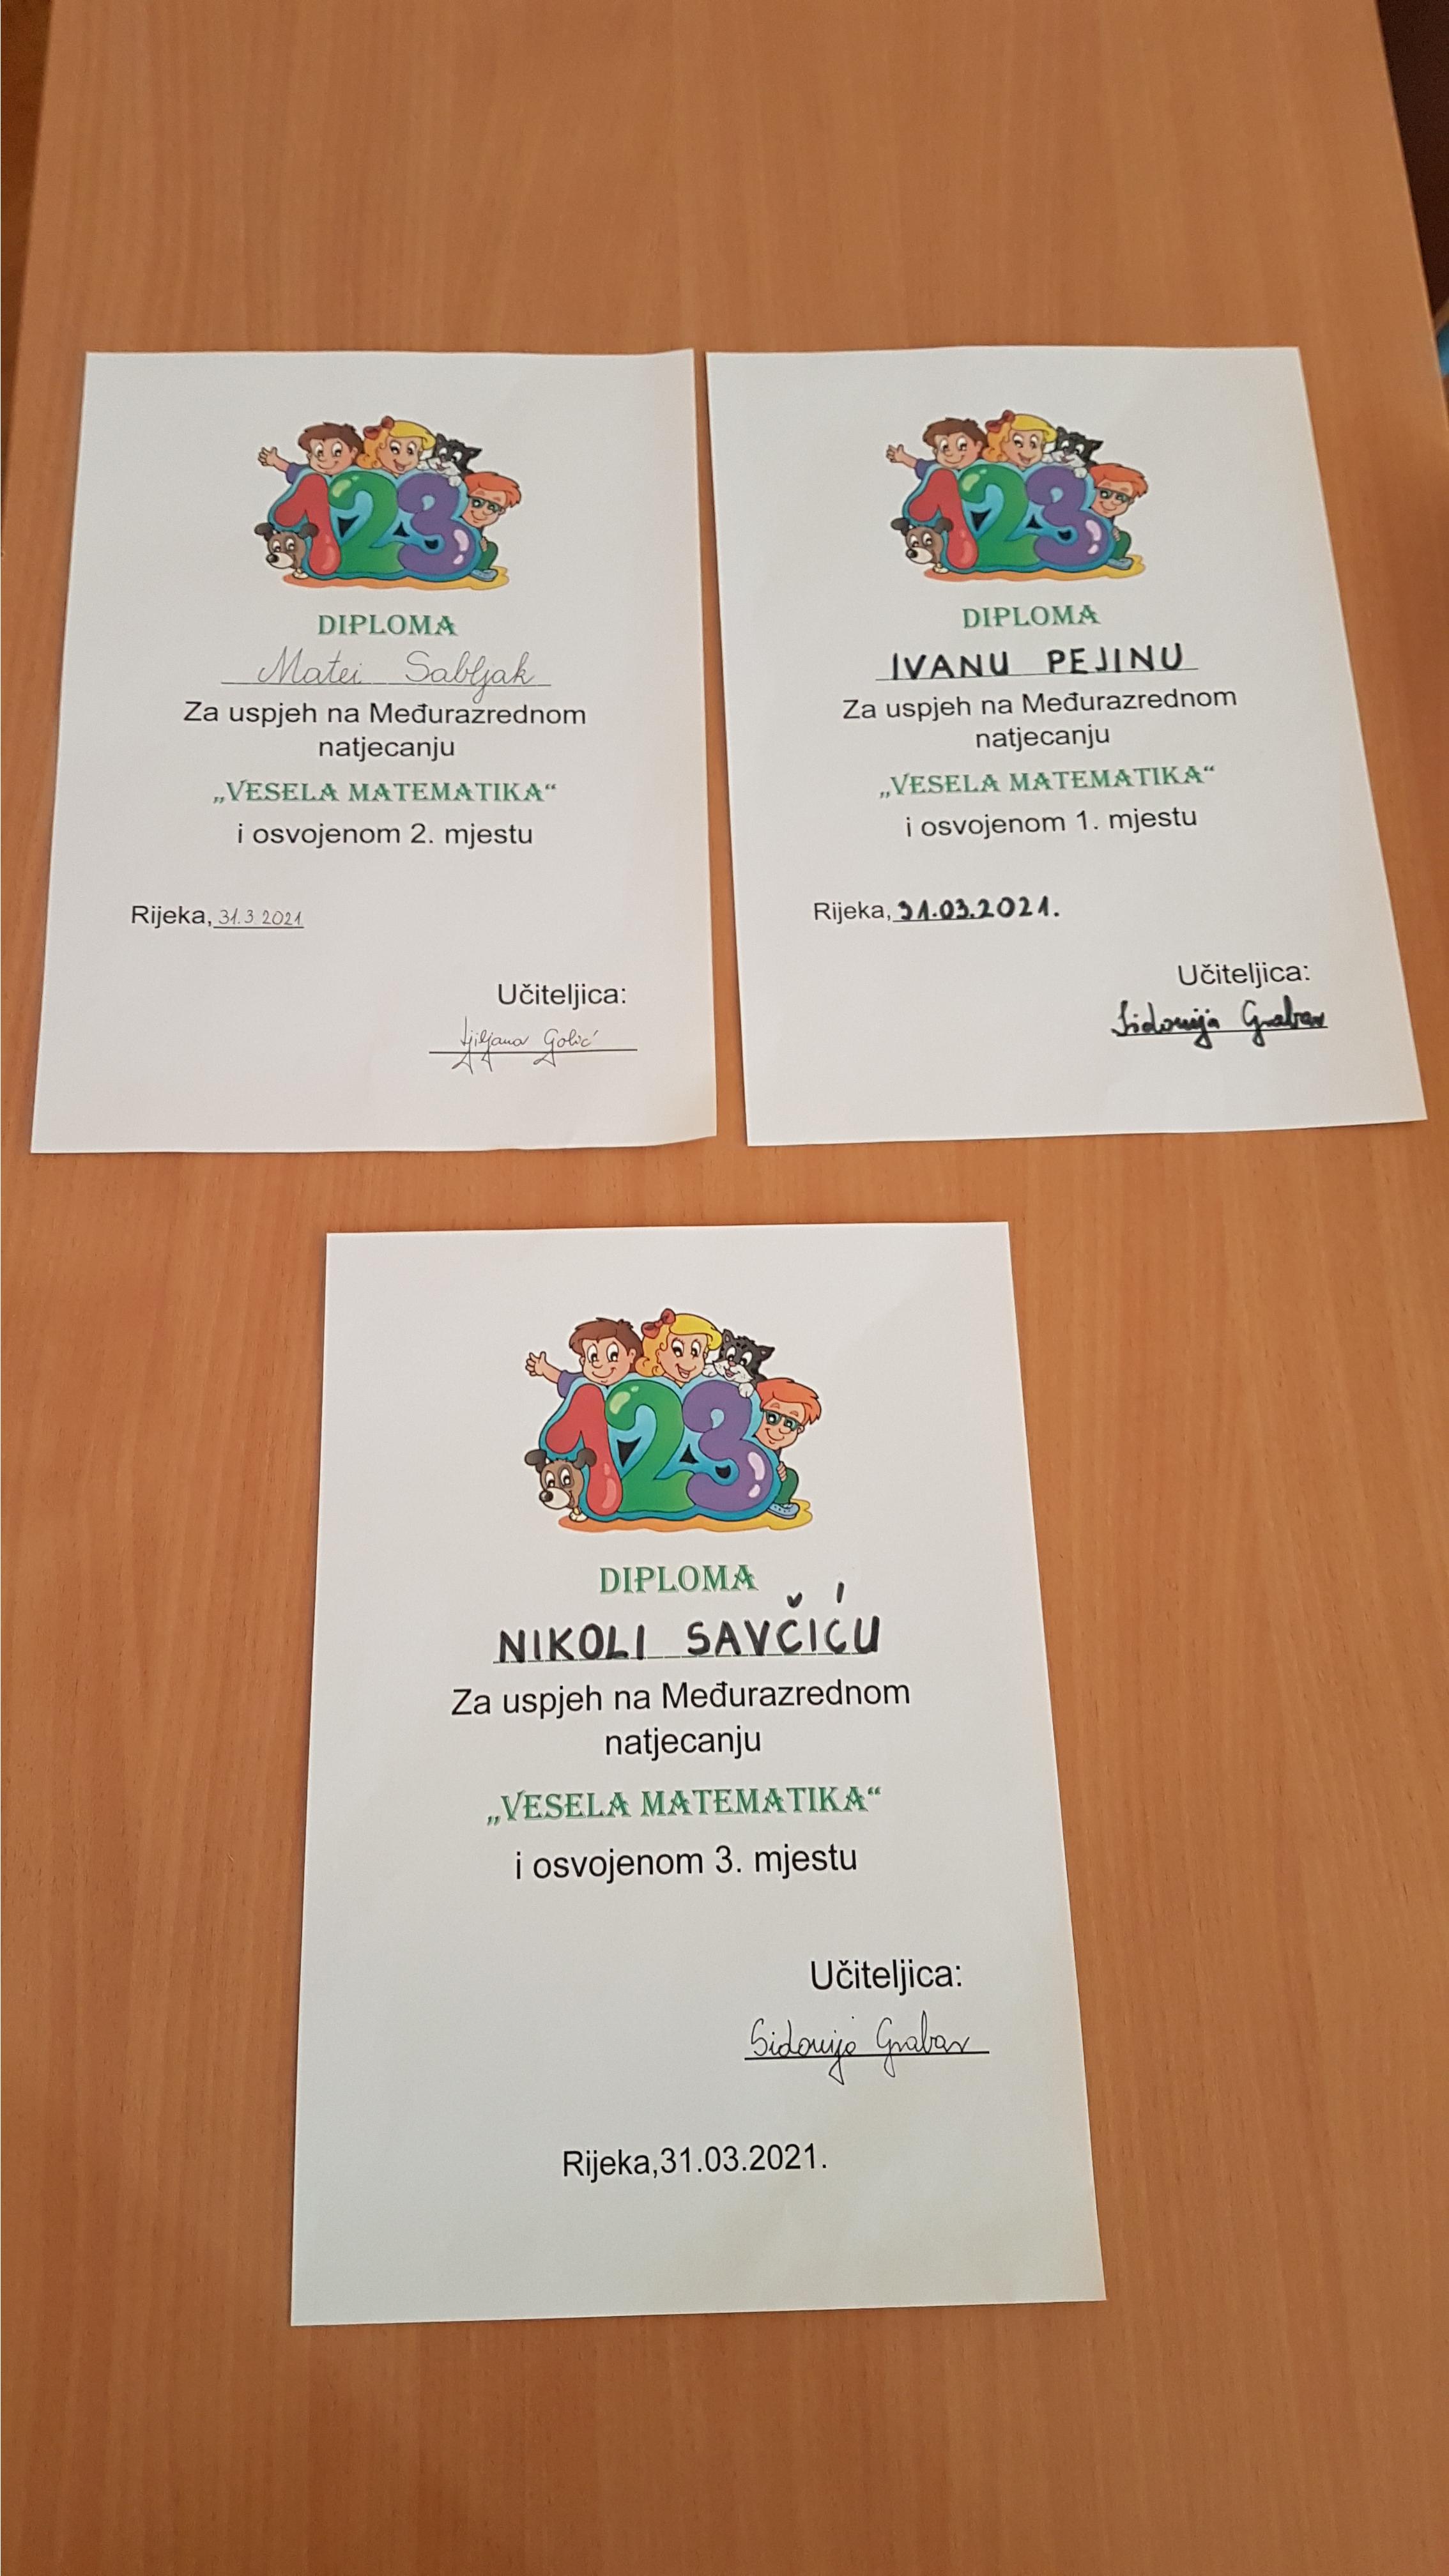 123
DIPLOMA
Matei Sabljak
Za uspjeh na Međurazrednom
natjecanju
„VESELA MATEMATIKA“
i osvojenom 2. mjestu
Rijeka, 31.3.2021
Učiteljica:
Ljiljana Golić
123
DIPLOMA
IVANU PEJINU
Za uspjeh na Međurazrednom
natjecanju
„VESELA MATEMATIKA“
i osvojenom 1. mjestu
Rijeka, 31.03.2021.
Učiteljica:
Sidonija Grabar
123
DIPLOMA
NIKOLI SAVČIĆU
Za uspjeh na Međurazrednom
natjecanju
„VESELA MATEMATIKA“
i osvojenom 3. mjestu
Učiteljica:
Sidonija Grabar
Rijeka,31.03.2021.